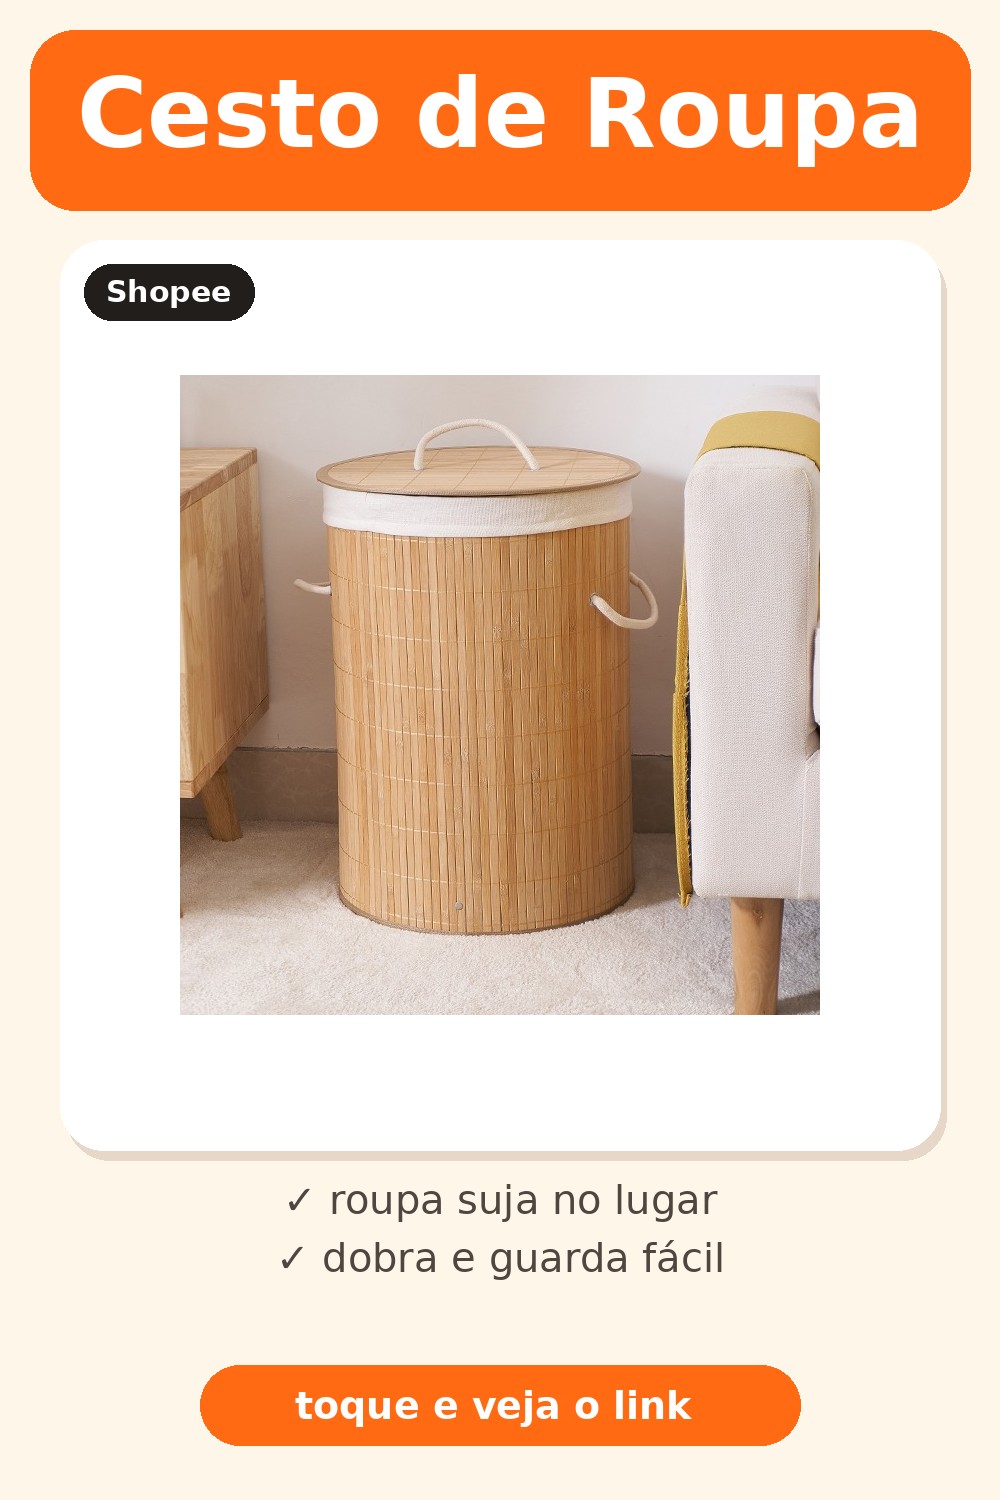 Cesto de Roupa
Shopee
✓ roupa suja no lugar
✓ dobra e guarda fácil
toque e veja o link